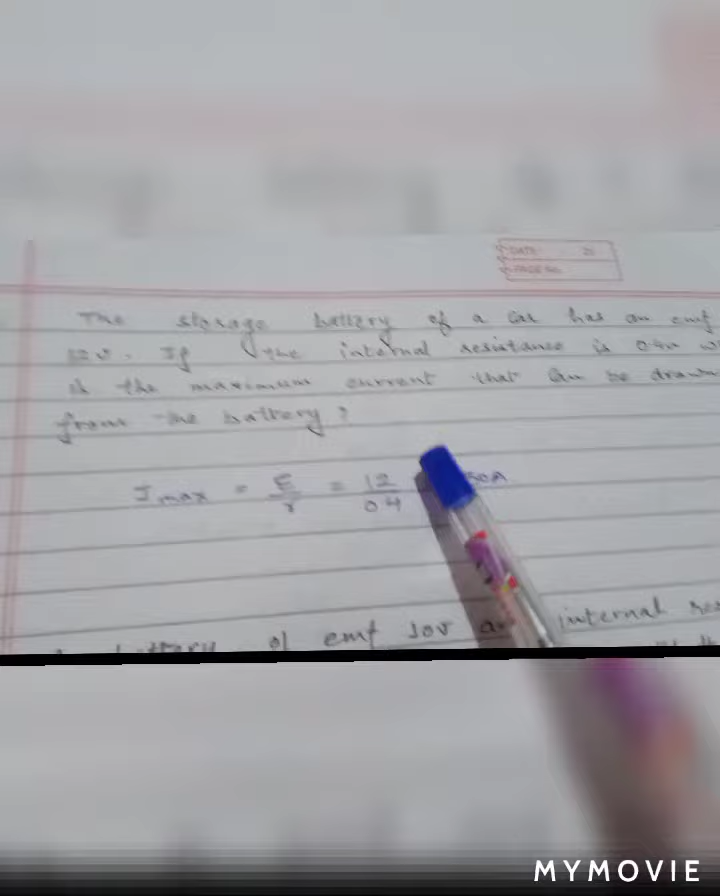 DATE:
PAGE No.
The storage battery of a car has an emf
12v. If the internal resistance is 0.4Ω
is the maximum current that can be drawn
from the battery?
Imax = E/r = 12/0.4
battery of emf 10v internal
MYMOVIE